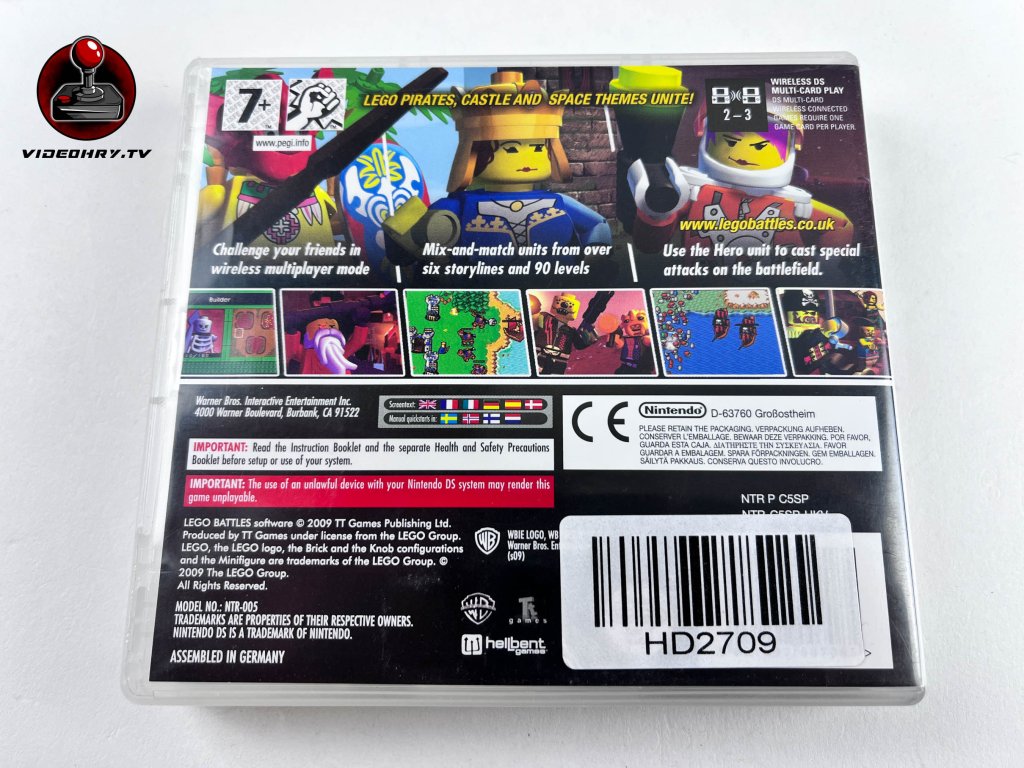 VIDEOHRY.TV
7+
www.pegi.info
LEGO PIRATES, CASTLE AND SPACE THEMES UNITE!
2 – 3
WIRELESS DS
MULTI-CARD PLAY
DS MULTI-CARD
WIRELESS CONNECTED
GAMES REQUIRE ONE
GAME CARD PER PLAYER.
www.legobattles.co.uk
Challenge your friends in
wireless multiplayer mode
Mix-and-match units from over
six storylines and 90 levels
Use the Hero unit to cast special
attacks on the battlefield.
Builder
Warner Bros. Interactive Entertainment Inc.
4000 Warner Boulevard, Burbank, CA 91522
Screentext:
Manual quickstarts in:
CE
Nintendo
D-63760 Großostheim
PLEASE RETAIN THE PACKAGING. VERPACKUNG AUFHEBEN.
CONSERVER L'EMBALLAGE. BEWAAR DEZE VERPAKKING. POR FAVOR,
GUARDA ESTA CAJA. ΔΙΑΤΗΡΗΣΤΕ ΤΗΝ ΣΥΣΚΕΥΑΣΙΑ. FAVOR
GUARDAR A EMBALAGEM. SPARA FÖRPACKNINGEN. GEM EMBALLAGEN.
SÄILYTÄ PAKKAUS. CONSERVA QUESTO INVOLUCRO.
IMPORTANT: Read the Instruction Booklet and the separate Health and Safety Precautions
Booklet before setup or use of your system.
IMPORTANT: The use of an unlawful device with your Nintendo DS system may render this
game unplayable.
NTR P C5SP
NTR-C5SP-UKV
LEGO BATTLES software © 2009 TT Games Publishing Ltd.
Produced by TT Games under license from the LEGO Group.
LEGO, the LEGO logo, the Brick and the Knob configurations
and the Minifigure are trademarks of the LEGO Group. ©
2009 The LEGO Group.
All Rights Reserved.
WB
WBIE LOGO, WB
Warner Bros. Ent
(s09)
MODEL NO.: NTR-005
TRADEMARKS ARE PROPERTIES OF THEIR RESPECTIVE OWNERS.
NINTENDO DS IS A TRADEMARK OF NINTENDO.
ASSEMBLED IN GERMANY
games
hellbent
games
HD2709
>